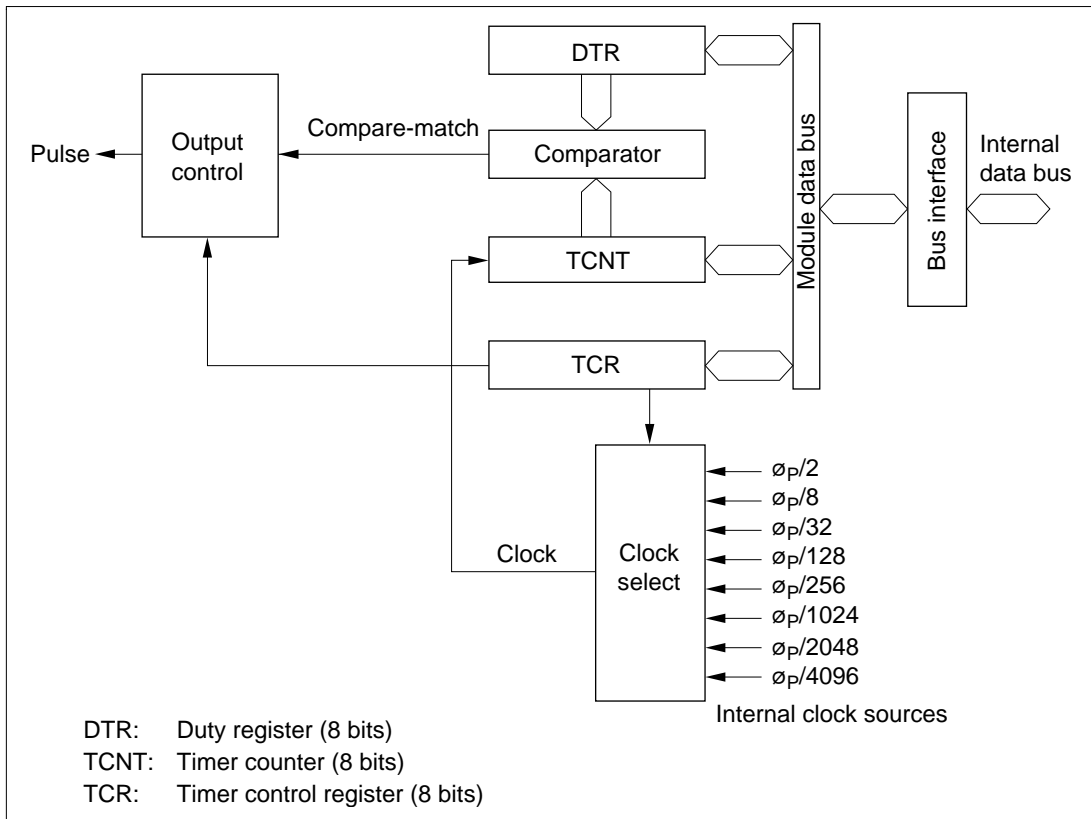 DTR
Compare-match
Pulse
Output
control
Comparator
Module data bus
Bus interface
Internal
data bus
TCNT
TCR
Clock
Clock
select
øP/2
øP/8
øP/32
øP/128
øP/256
øP/1024
øP/2048
øP/4096
Internal clock sources
DTR: Duty register (8 bits)
TCNT: Timer counter (8 bits)
TCR: Timer control register (8 bits)